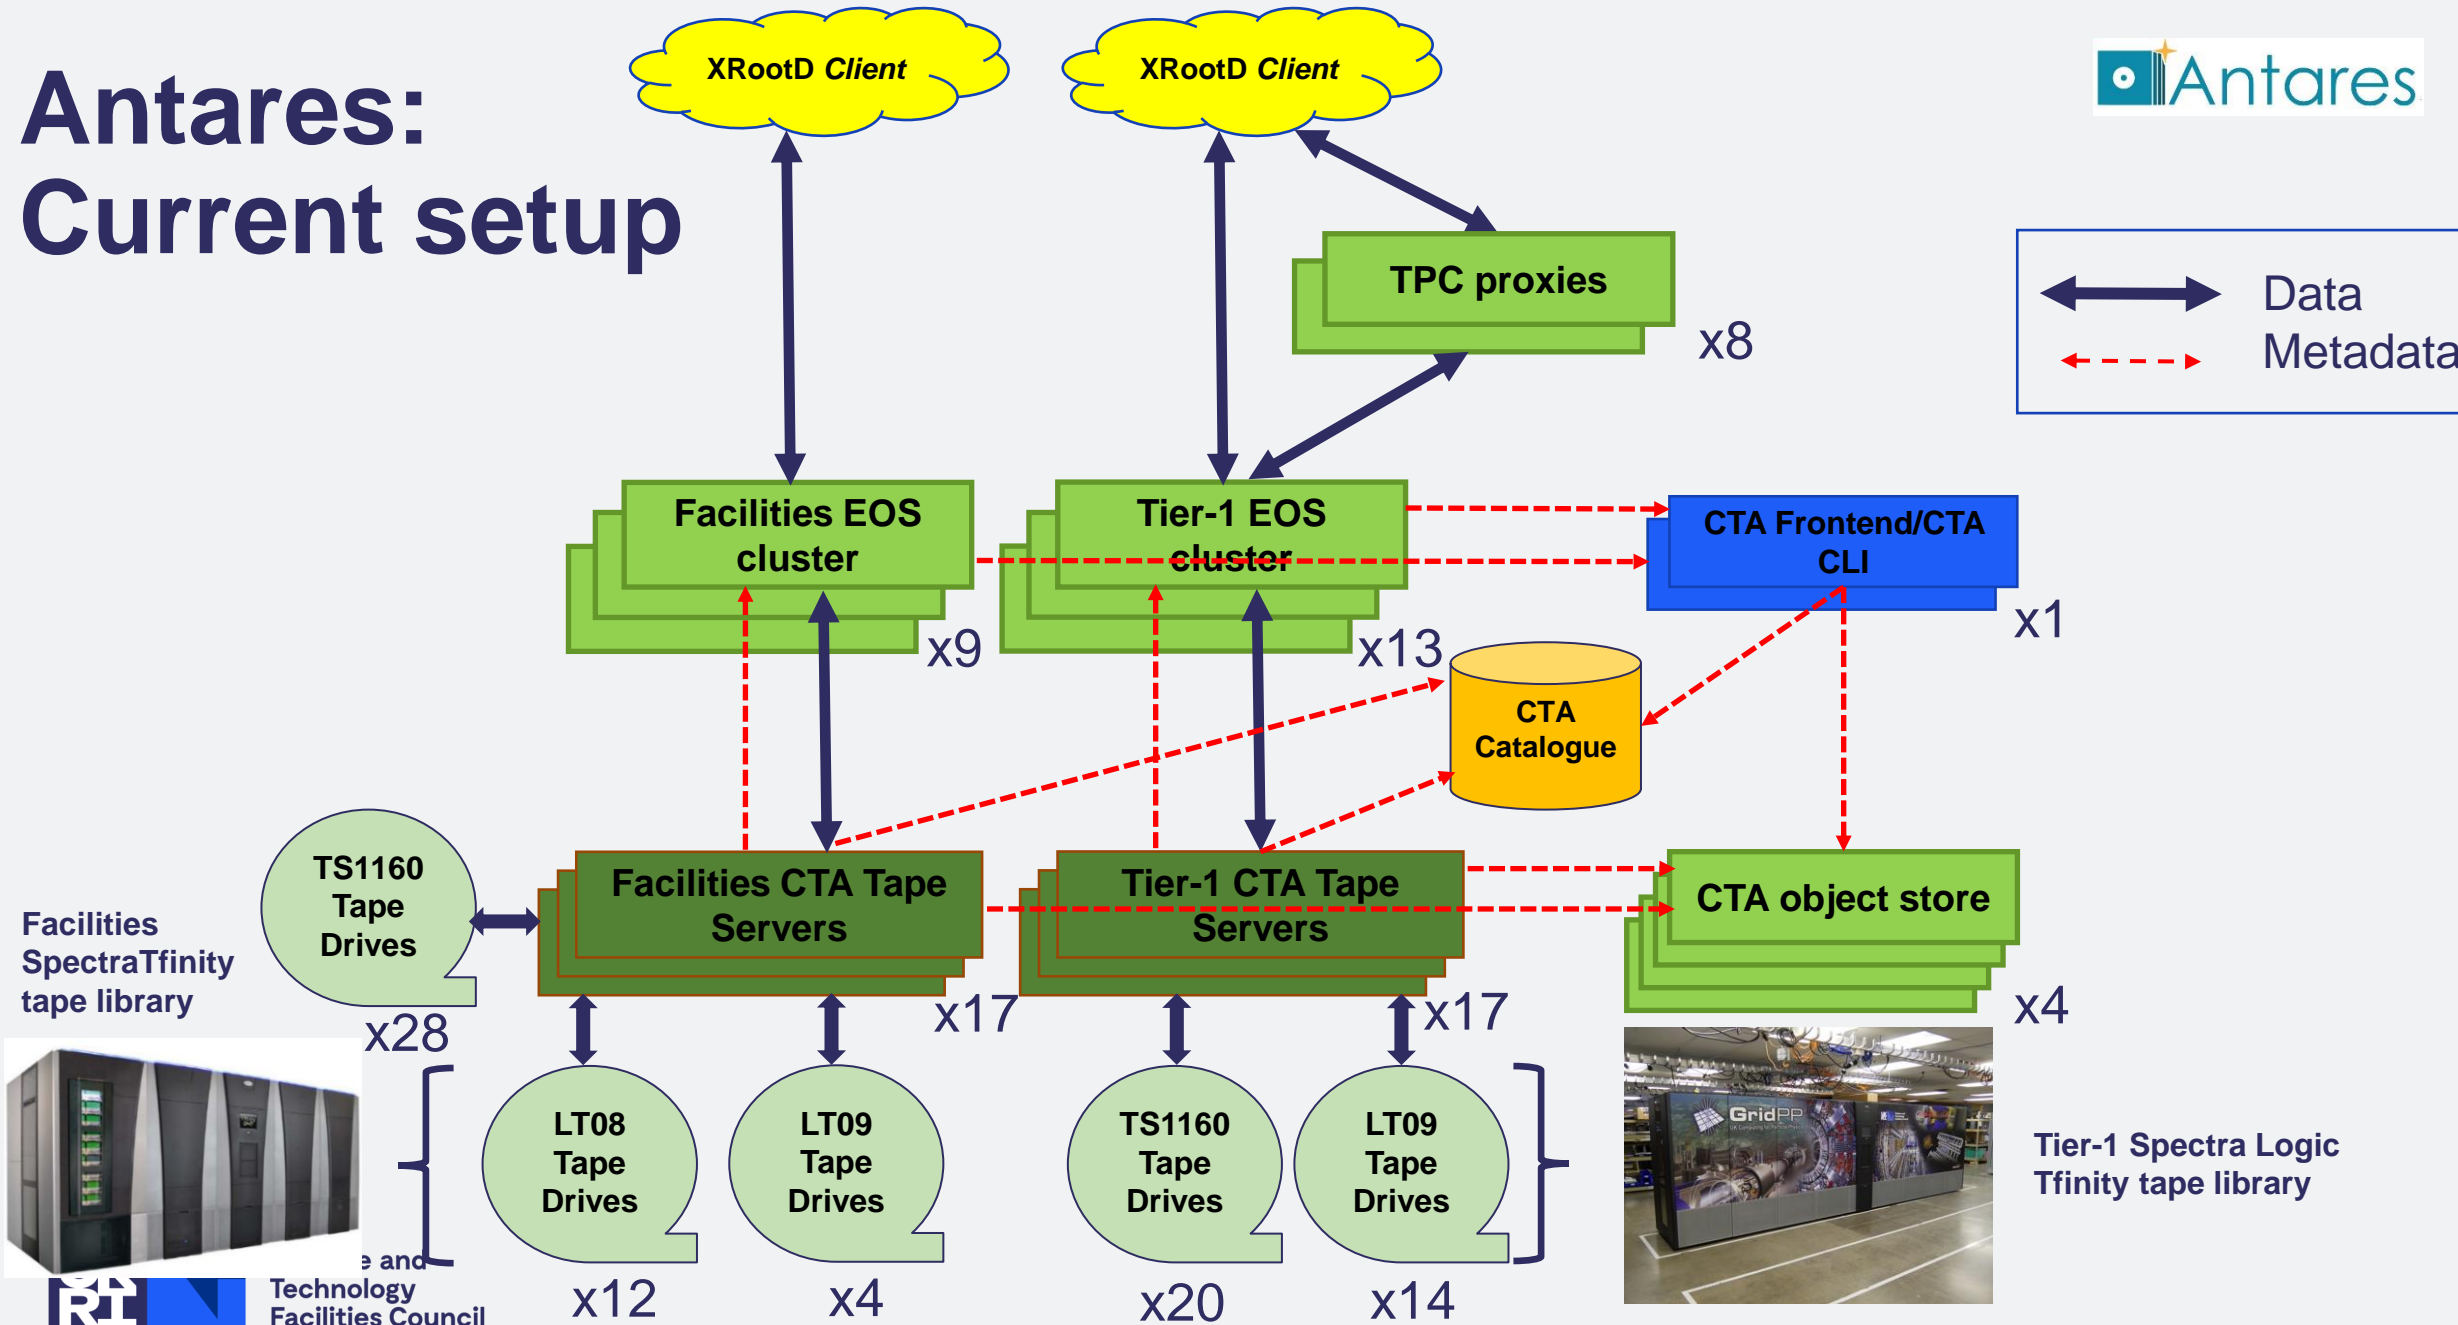 Antares:
Current setup
XRootD Client
XRootD Client
Antares
TPC proxies
x8
Data
Metadata
Facilities EOS
cluster
x9
Tier-1 EOS
cluster
x13
CTA Frontend/CTA
CLI
x1
CTA
Catalogue
TS1160
Tape
Drives
x28
Facilities
SpectraTfinity
tape library
Facilities CTA Tape
Servers
x17
Tier-1 CTA Tape
Servers
x17
CTA object store
x4
LT08
Tape
Drives
x12
LT09
Tape
Drives
x4
TS1160
Tape
Drives
x20
LT09
Tape
Drives
x14
GridPP
Tier-1 Spectra Logic
Tfinity tape library
and
Technology
Facilities Council